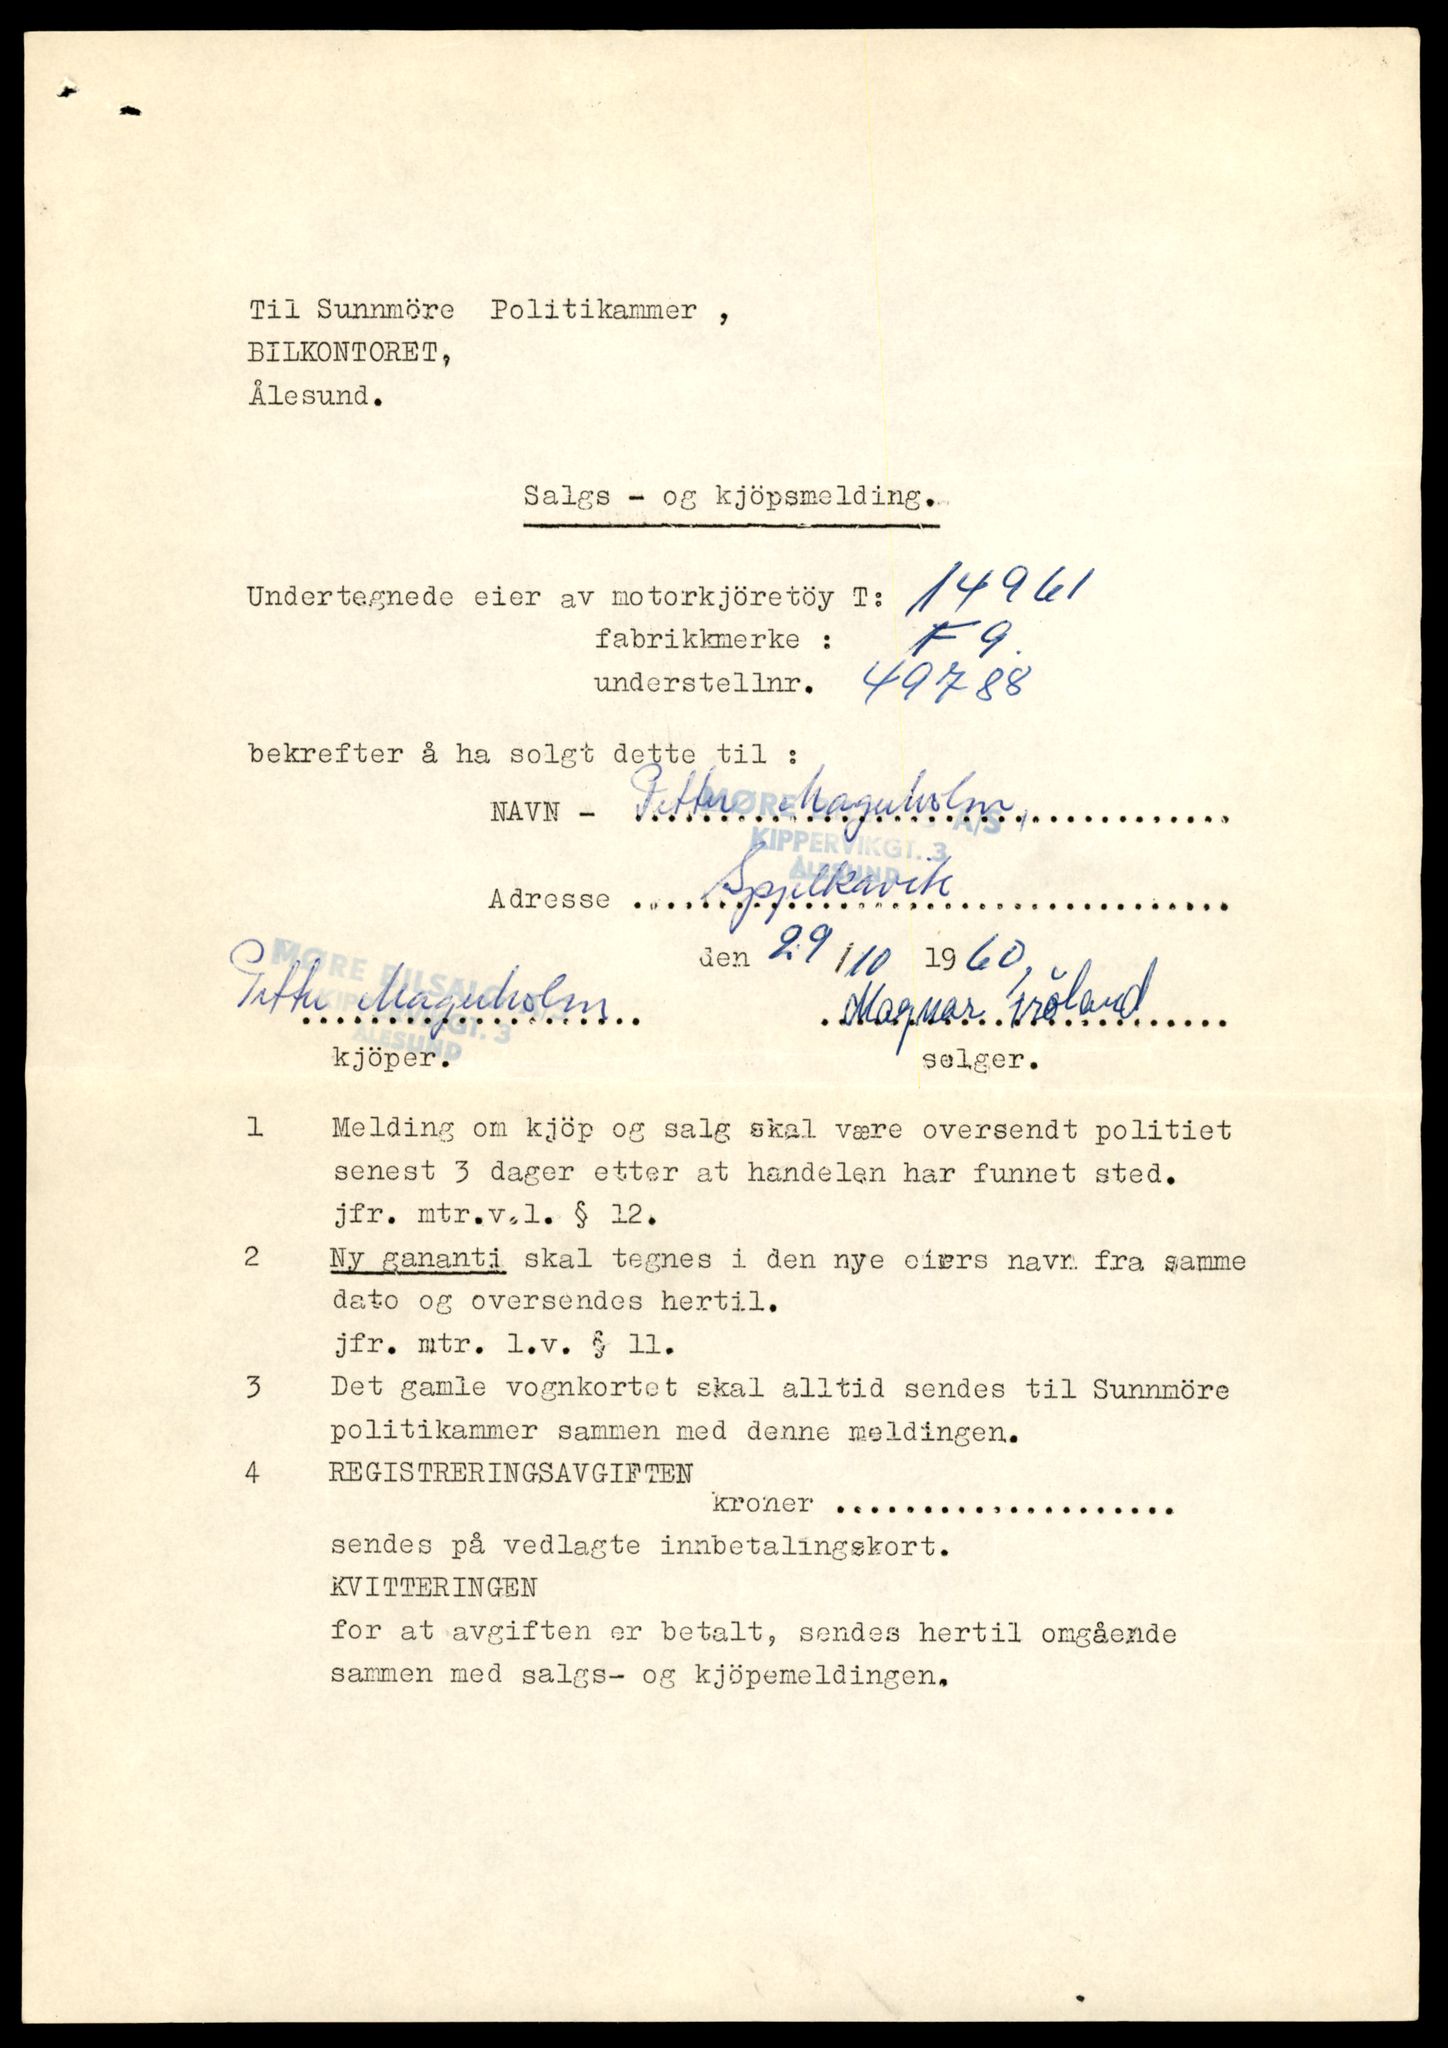 Til Sunnmöre Politikammer ,
BILKONTORET,
Ålesund.
Salgs - og kjöpsmelding.
Undertegnede eier av motorkjöretöy T: 14961
fabrikkmerke : F 9.
understellnr. 49788
bekrefter å ha solgt dette til :
NAVN - Petter Maguholm
MØRE A/S
KIPPERVIKGT. 3
ÅLESUND
Adresse Spjelkavik
den 29/10 1960,
MØRE BILSALG A/S
KIPPERVIKGT. 3
ÅLESUND
Petter Maguholm Magnar
kjöper. selger.
1 Melding om kjöp og salg skal være oversendt politiet
senest 3 dager etter at handelen har funnet sted.
jfr. mtr.v.l. § 12.
2 Ny gananti skal tegnes i den nye eiers navn fra samme
dato og oversendes hertil.
jfr. mtr. l.v. § 11.
3 Det gamle vognkortet skal alltid sendes til Sunnmöre
politikammer sammen med denne meldingen.
4 REGISTRERINGSAVGIFTEN
kroner ....................
sendes på vedlagte innbetalingskort.
KVITTERINGEN
for at avgiften er betalt, sendes hertil omgående
sammen med salgs- og kjöpemeldingen.